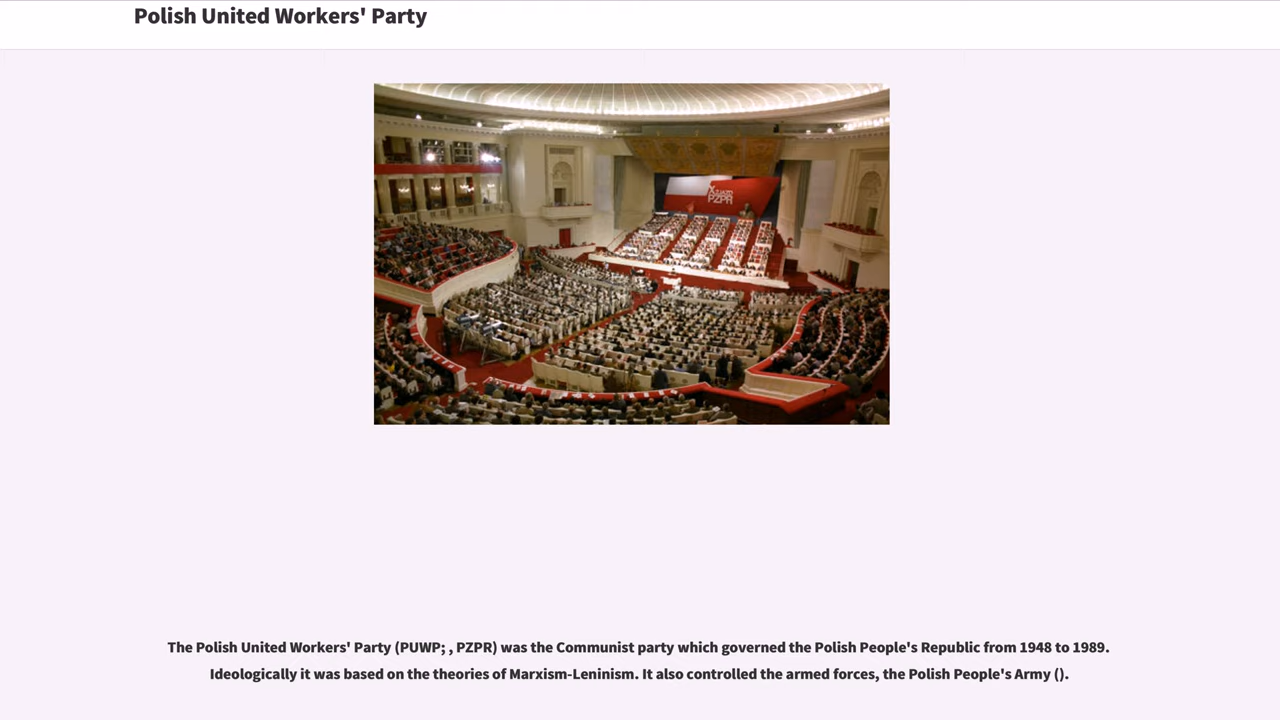 Polish United Workers' Party
X ZJAZD
PZPR
The Polish United Workers' Party (PUWP; , PZPR) was the Communist party which governed the Polish People's Republic from 1948 to 1989.
Ideologically it was based on the theories of Marxism-Leninism. It also controlled the armed forces, the Polish People's Army ().